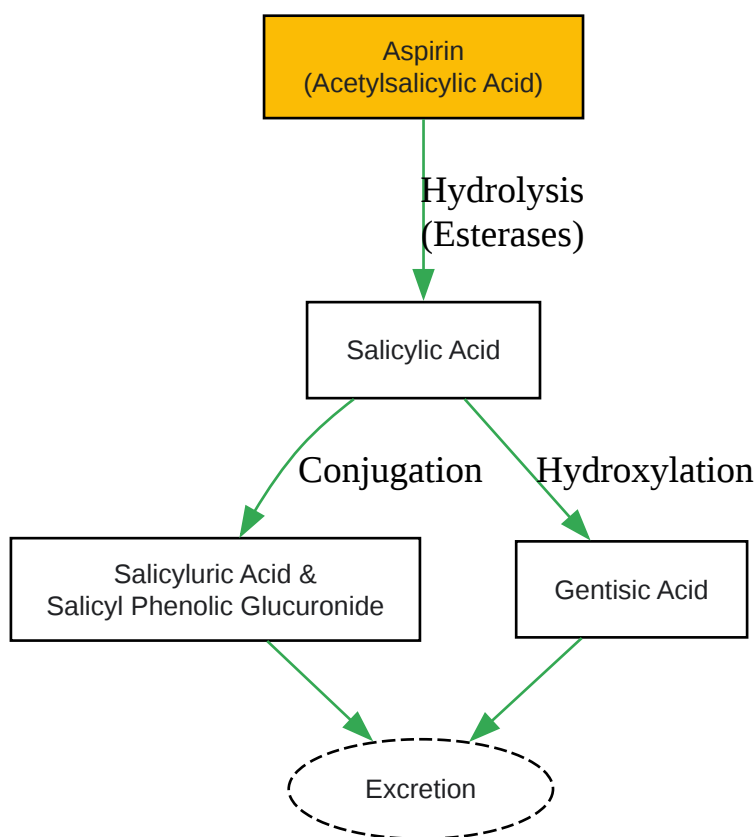 Aspirin
(Acetylsalicylic Acid)
Hydrolysis
(Esterases)
Salicylic Acid
Conjugation
Hydroxylation
Salicyluric Acid &
Salicyl Phenolic Glucuronide
Gentisic Acid
Excretion